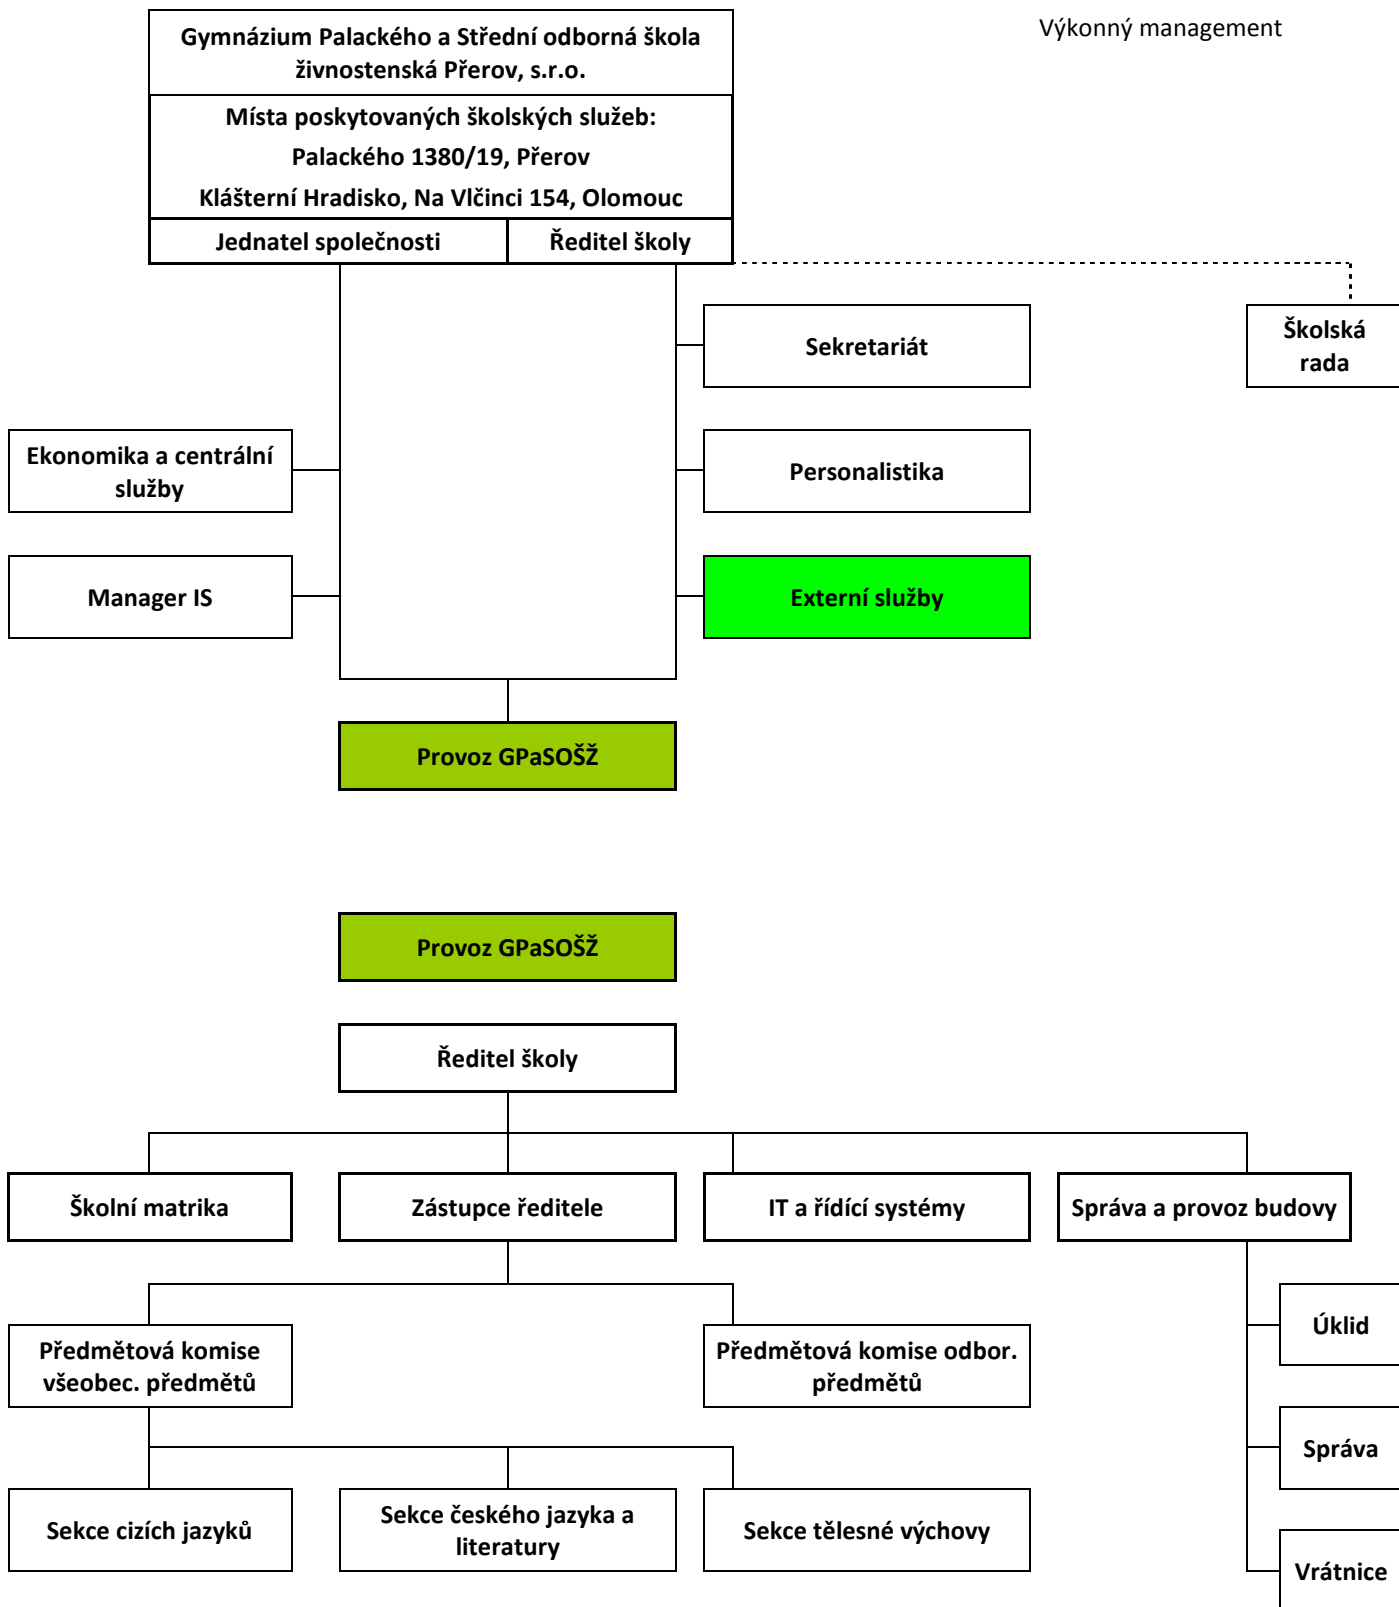 Výkonný management
Gymnázium Palackého a Střední odborná škola
živnostenská Přerov, s.r.o.
Místa poskytovaných školských služeb:
Palackého 1380/19, Přerov
Klášterní Hradisko, Na Vlčinci 154, Olomouc
Jednatel společnosti
Ředitel školy
Sekretariát
Školská
rada
Ekonomika a centrální
služby
Personalistika
Manager IS
Externí služby
Provoz GPaSOŠŽ
Provoz GPaSOŠŽ
Ředitel školy
Školní matrika
Zástupce ředitele
IT a řídící systémy
Správa a provoz budovy
Předmětová komise
všeobec. předmětů
Předmětová komise odbor.
předmětů
Úklid
Správa
Sekce cizích jazyků
Sekce českého jazyka a
literatury
Sekce tělesné výchovy
Vrátnice